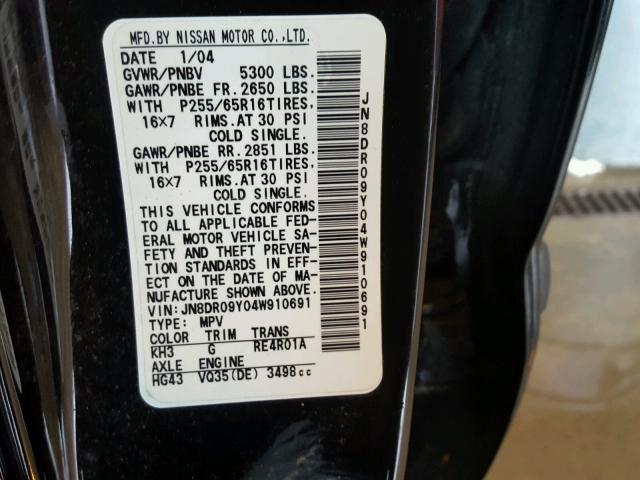 MFD.BY NISSAN MOTOR CO.,LTD.
DATE 1/04
GVWR/PNBV 5300 LBS.
GAWR/PNBE FR. 2650 LBS.
WITH P255/65R16TIRES,
16×7 RIMS.AT 30 PSI
COLD SINGLE.
GAWR/PNBE RR. 2851 LBS.
WITH P255/65R16TIRES,
16×7 RIMS.AT 30 PSI
COLD SINGLE.
THIS VEHICLE CONFORMS
TO ALL APPLICABLE FED-
ERAL MOTOR VEHICLE SA-
FETY AND THEFT PREVEN-
TION STANDARDS IN EFF-
ECT ON THE DATE OF MA-
NUFACTURE SHOWN ABOVE.
VIN:JN8DR09Y04W910691
TYPE: MPV
COLOR TRIM TRANS
KH3 G RE4R01A
AXLE ENGINE
HG43 VQ35(DE) 3498cc
JN8DR09Y04W910691